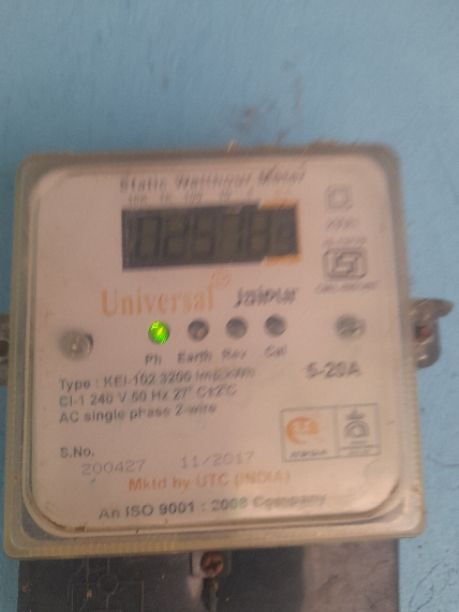 Static Watthour Meter
Universal Jaipur
Ph Earth Rev Cal
5-20A
Type : KEI-102 3200 Imp/kWh
Cl-1 240 V 50 Hz 27° C±2°C
AC single phase 2-wire
S.No.
200427 11/2017
Mktd by UTC (INDIA)
An ISO 9001 : 2008 Company